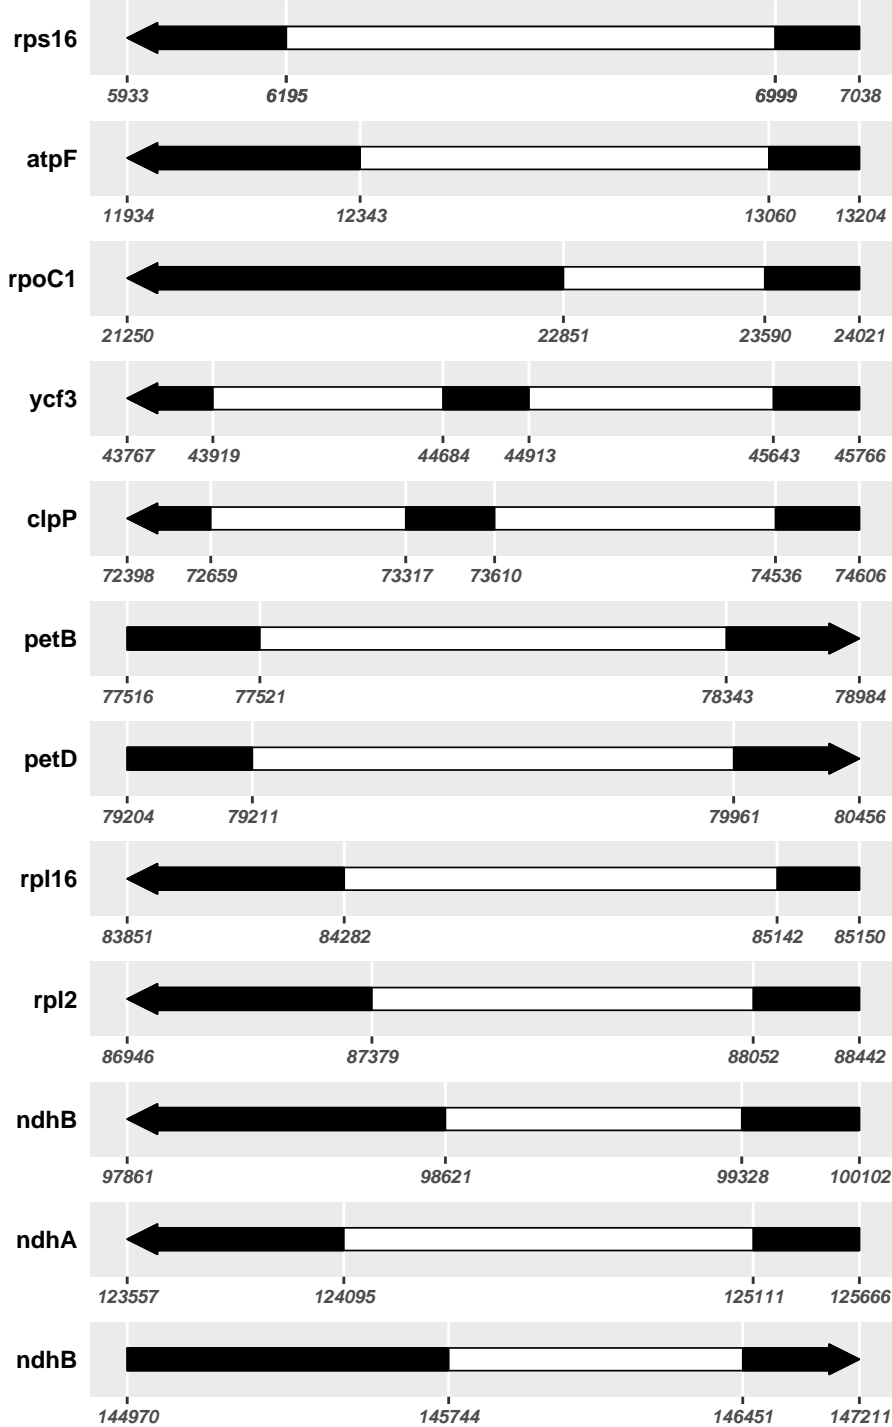 rps16
5933 6195 6999 7038
atpF
11934 12343 13060 13204
rpoC1
21250 22851 23590 24021
ycf3
43767 43919 44684 44913 45643 45766
clpP
72398 72659 73317 73610 74536 74606
petB
77516 77521 78343 78984
petD
79204 79211 79961 80456
rpl16
83851 84282 85142 85150
rpl2
86946 87379 88052 88442
ndhB
97861 98621 99328 100102
ndhA
123557 124095 125111 125666
ndhB
144970 145744 146451 147211